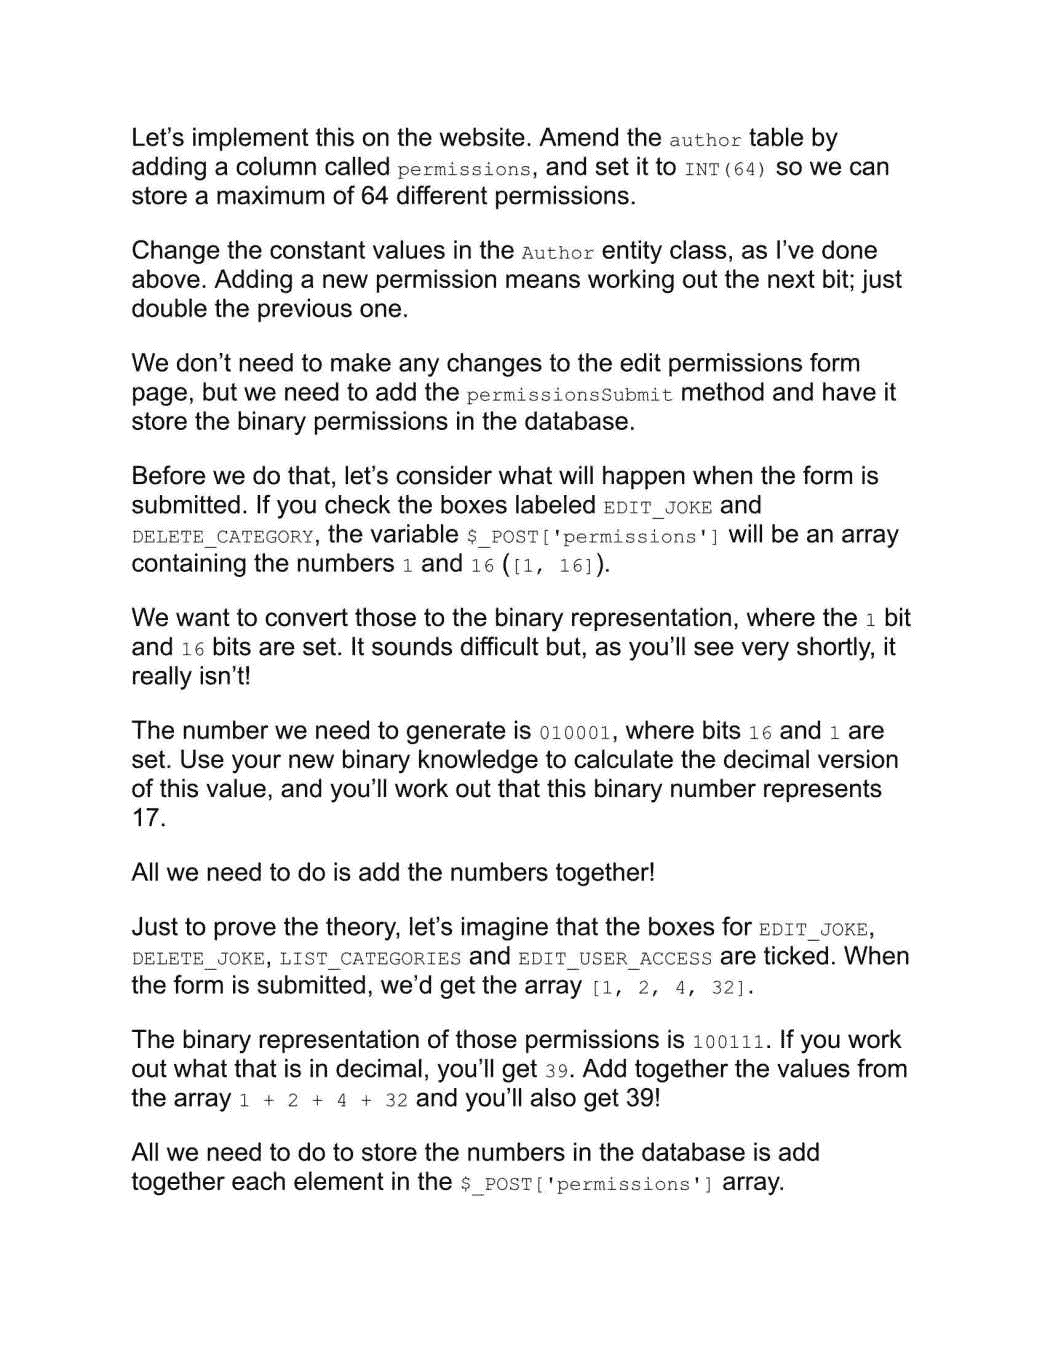 Let’s implement this on the website. Amend the author table by
adding a column called permissions, and set it to INT(64) so we can
store a maximum of 64 different permissions.
Change the constant values in the Author entity class, as I’ve done
above. Adding a new permission means working out the next bit; just
double the previous one.
We don’t need to make any changes to the edit permissions form
page, but we need to add the permissionsSubmit method and have it
store the binary permissions in the database.
Before we do that, let’s consider what will happen when the form is
submitted. If you check the boxes labeled EDIT_JOKE and
DELETE_CATEGORY, the variable $_POST['permissions'] will be an array
containing the numbers 1 and 16 ([1, 16]).
We want to convert those to the binary representation, where the 1 bit
and 16 bits are set. It sounds difficult but, as you’ll see very shortly, it
really isn’t!
The number we need to generate is 010001, where bits 16 and 1 are
set. Use your new binary knowledge to calculate the decimal version
of this value, and you’ll work out that this binary number represents
17.
All we need to do is add the numbers together!
Just to prove the theory, let’s imagine that the boxes for EDIT_JOKE,
DELETE_JOKE, LIST_CATEGORIES and EDIT_USER_ACCESS are ticked. When
the form is submitted, we’d get the array [1, 2, 4, 32].
The binary representation of those permissions is 100111. If you work
out what that is in decimal, you’ll get 39. Add together the values from
the array 1 + 2 + 4 + 32 and you’ll also get 39!
All we need to do to store the numbers in the database is add
together each element in the $_POST['permissions'] array.